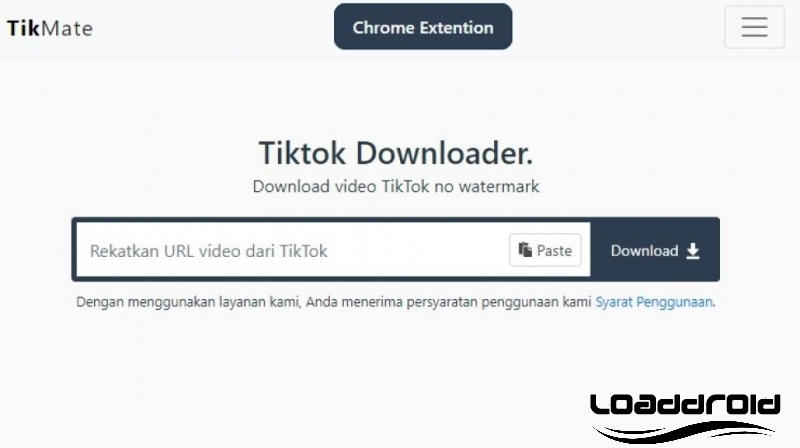 TikMate
Chrome Extention
Tiktok Downloader.
Download video TikTok no watermark
Rekatkan URL video dari TikTok
Paste
Download
Dengan menggunakan layanan kami, Anda menerima persyaratan penggunaan kami Syarat Penggunaan.
LOADDROID